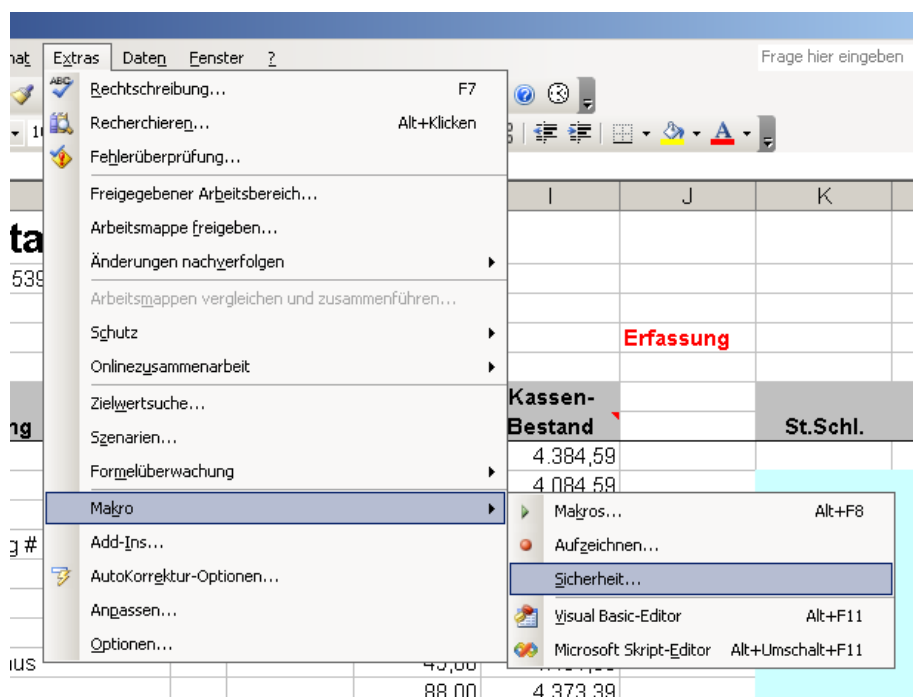 Extras Daten Fenster ? Frage hier eingeben
Rechtschreibung... F7
Recherchieren... Alt+Klicken
Fehlerüberprüfung...
Freigegebener Arbeitsbereich...
Arbeitsmappe freigeben...
Änderungen nachverfolgen
Arbeitsmappen vergleichen und zusammenführen...
Schutz
Onlinezusammenarbeit
Zielwertsuche...
Szenarien...
Formelüberwachung
Makro
Add-Ins...
AutoKorrektur-Optionen...
Anpassen...
Optionen...
Makros... Alt+F8
Aufzeichnen...
Sicherheit...
Visual Basic-Editor Alt+F11
Microsoft Skript-Editor Alt+Umschalt+F11
I J K
539
Erfassung
Kassen-
Bestand St.Schl.
4.384,59
4.084,59
88,00 4.373,39